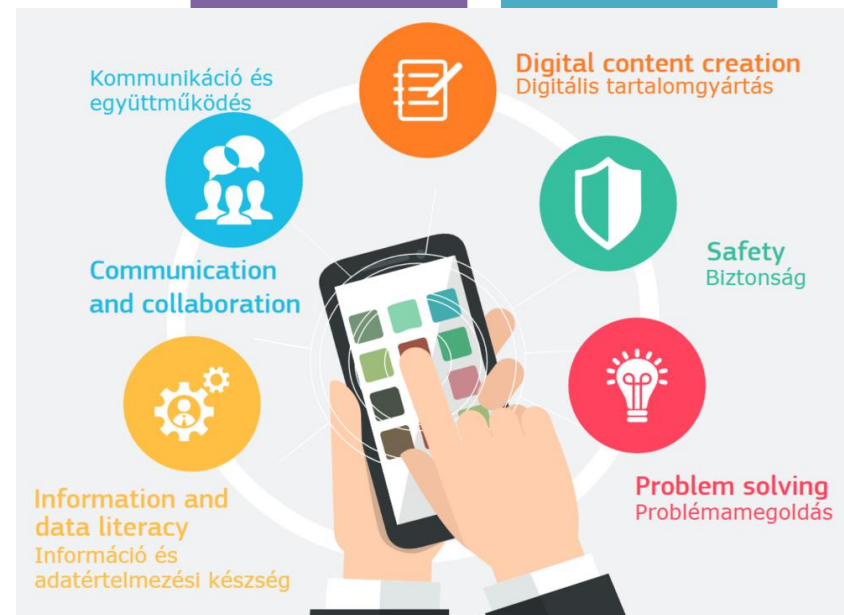 Kommunikáció és
együttműködés
Communication
and collaboration
Digital content creation
Digitális tartalomgyártás
Safety
Biztonság
Problem solving
Problémamegoldás
Information and
data literacy
Információ és
adatértelmezési készség